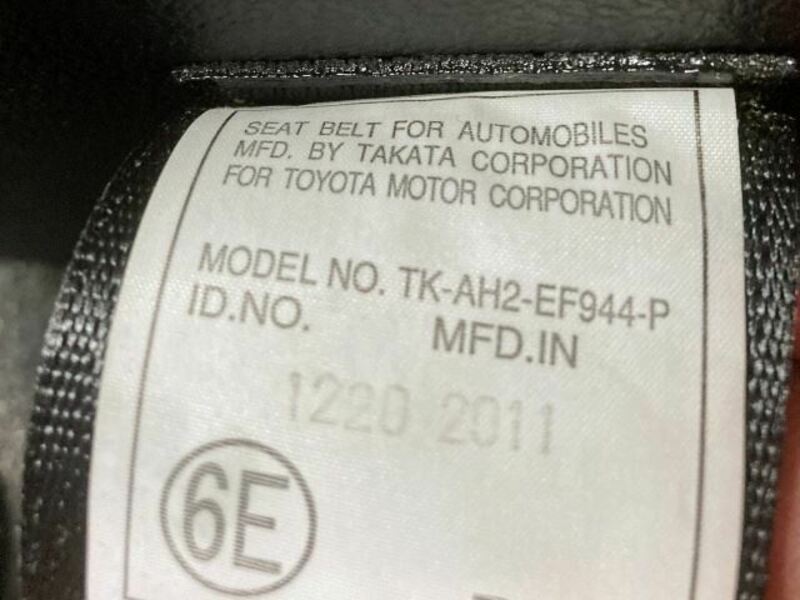 SEAT BELT FOR AUTOMOBILES
MFD. BY TAKATA CORPORATION
FOR TOYOTA MOTOR CORPORATION
MODEL NO. TK-AH2-EF944-P
ID.NO. MFD.IN
1220 2011
6E